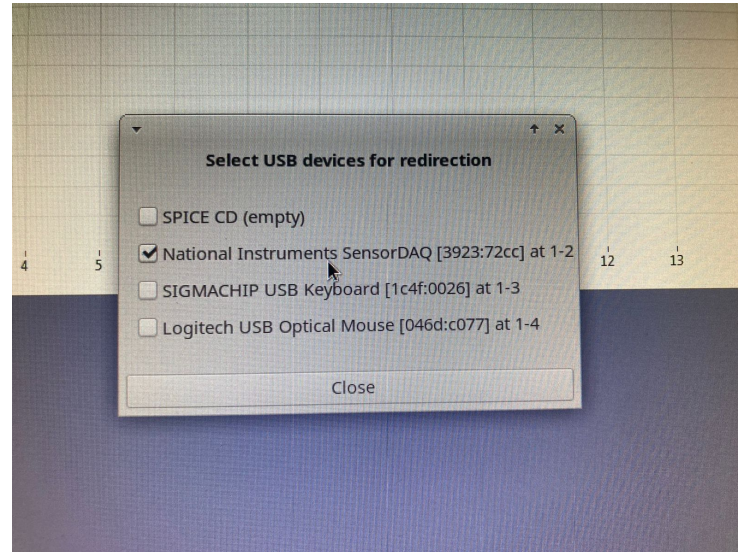 Select USB devices for redirection
SPICE CD (empty)
National Instruments SensorDAQ [3923:72cc] at 1-2
4
5
12
13
SIGMACHIP USB Keyboard [1c4f:0026] at 1-3
Logitech USB Optical Mouse [046d:c077] at 1-4
Close